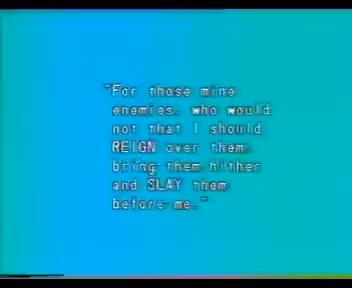 "For those mine
enemies, who would
not that I should
REIGN over them
bring them hither
and SLAY them
before me."